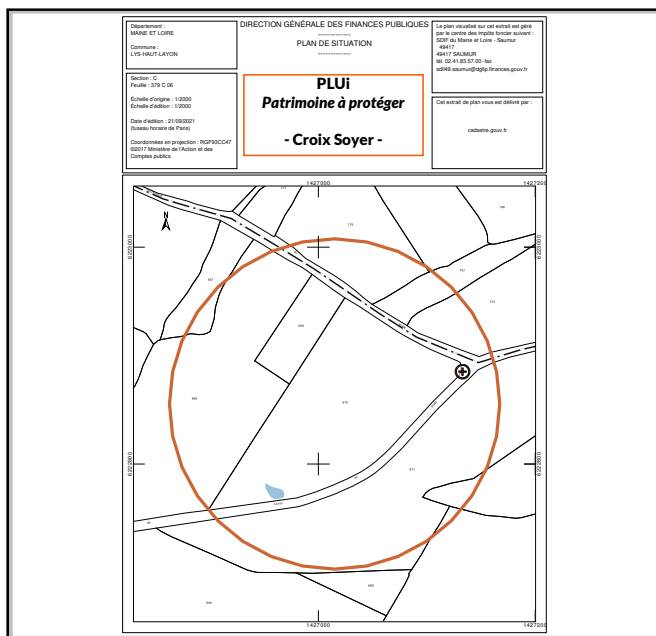 Département :
MAINE ET LOIRE
Commune :
LYS-HAUT-LAYON
Section : C
Feuille : 379 C 06
Échelle d'origine : 1/2000
Échelle d'édition : 1/2000
Date d'édition : 21/09/2021
(fuseau horaire de Paris)
Coordonnées en projection : RGF93CC47
©2017 Ministère de l'Action et des
Comptes publics
DIRECTION GÉNÉRALE DES FINANCES PUBLIQUES
-------------
PLAN DE SITUATION
-------------
PLUi
Patrimoine à protéger
- Croix Soyer -
Le plan visualisé sur cet extrait est géré
par le centre des impôts foncier suivant :
SDIF du Maine et Loire - Saumur
49417
49417 SAUMUR
tél. 02.41.83.57.00 -fax
sdif49.saumur@dgfip.finances.gouv.fr
Cet extrait de plan vous est délivré par :
cadastre.gouv.fr
1427000
1427200
6223000
6223000
6222800
6222800
1427000
1427200